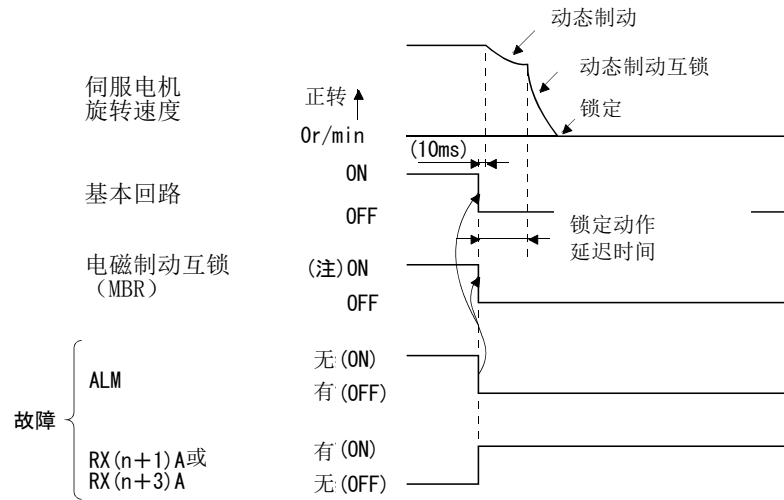 动态制动
伺服电机
旋转速度
正转
动态制动互锁
锁定
0r/min
(10ms)
基本回路
ON
OFF
锁定动作
延迟时间
电磁制动互锁
（MBR）
(注)ON
OFF
故障
ALM
无(ON)
有(OFF)
RX(n+1)A或
RX(n+3)A
有(ON)
无(OFF)